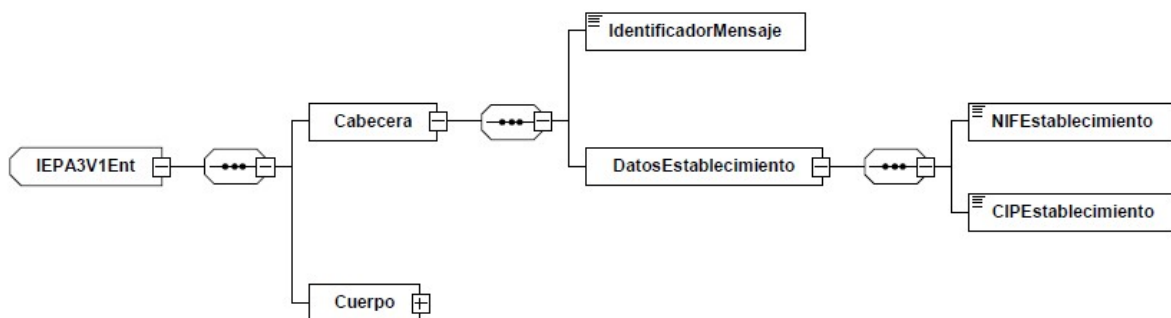 IdentificadorMensaje
Cabecera
NIFEstablecimiento
IEPA3V1Ent
DatosEstablecimiento
CIPEstablecimiento
Cuerpo